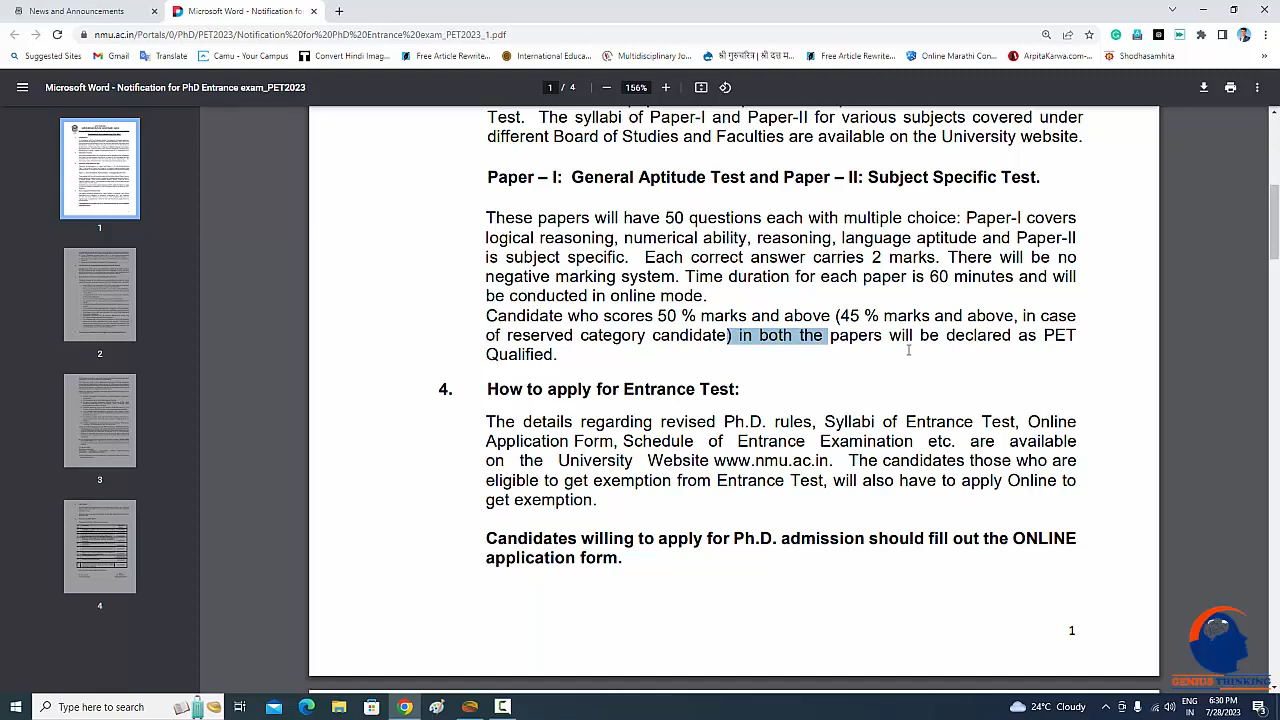 News and Announcements
Microsoft Word - Notification fo
nmu.ac.in/Portals/0/PhD/PET2023/Notification%20for%20PhD%20Entrance%20exam_PET2023_1.pdf
Suggested Sites
Gmail
Translate
Camu - Your Campus
Convert Hindi Imag...
Free Article Rewrite...
International Educati...
Multidisciplinary Jo...
Free Article Rewrite...
Online Marathi Con...
ArpitaKarwa.com -...
Shodhasamhita
Microsoft Word - Notification for PhD Entrance exam_PET2023
1 / 4
156%
Test. The syllabi of Paper-I and Paper-II for various subjects covered under
different Board of Studies and Faculties are available on the University website.
Paper – I: General Aptitude Test and Paper – II: Subject Specific Test.
These papers will have 50 questions each with multiple choice: Paper-I covers
logical reasoning, numerical ability, reasoning, language aptitude and Paper-II
is subject specific. Each correct answer carries 2 marks. There will be no
negative marking system. Time duration for each paper is 60 minutes and will
be conducted in online mode.
Candidate who scores 50 % marks and above (45 % marks and above, in case
of reserved category candidate) in both the papers will be declared as PET
Qualified.
4. How to apply for Entrance Test:
The details regarding revised Ph.D. rules, Syllabi of Entrance Test, Online
Application Form, Schedule of Entrance Examination etc. are available
on the University Website www.nmu.ac.in. The candidates those who are
eligible to get exemption from Entrance Test, will also have to apply Online to
get exemption.
Candidates willing to apply for Ph.D. admission should fill out the ONLINE
application form.
1
1
2
3
4
GENIUS THINKING
Type here to search
24°C Cloudy
ENG
IN
6:30 PM
7/28/2023